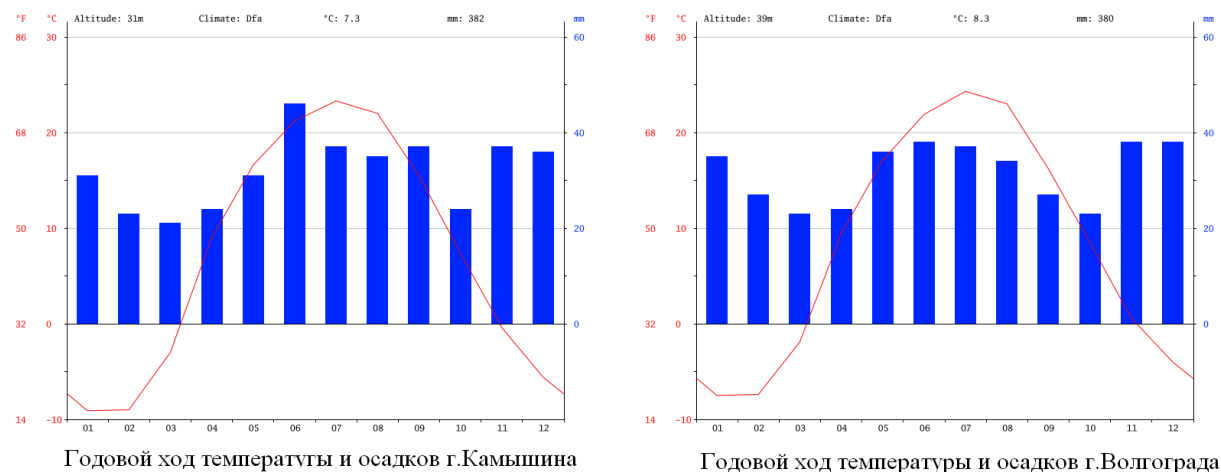 °F °C Altitude: 31m Climate: Dfa °C: 7.3 mm: 382 mm
86 30 60
68 20 40
50 10 20
32 0 0
14 -10
01 02 03 04 05 06 07 08 09 10 11 12
Годовой ход температугы и осадков г.Камышина
°F °C Altitude: 39m Climate: Dfa °C: 8.3 mm: 380 mm
86 30 60
68 20 40
50 10 20
32 0 0
14 -10
01 02 03 04 05 06 07 08 09 10 11 12
Годовой ход температуры и осадков г.Волгограда